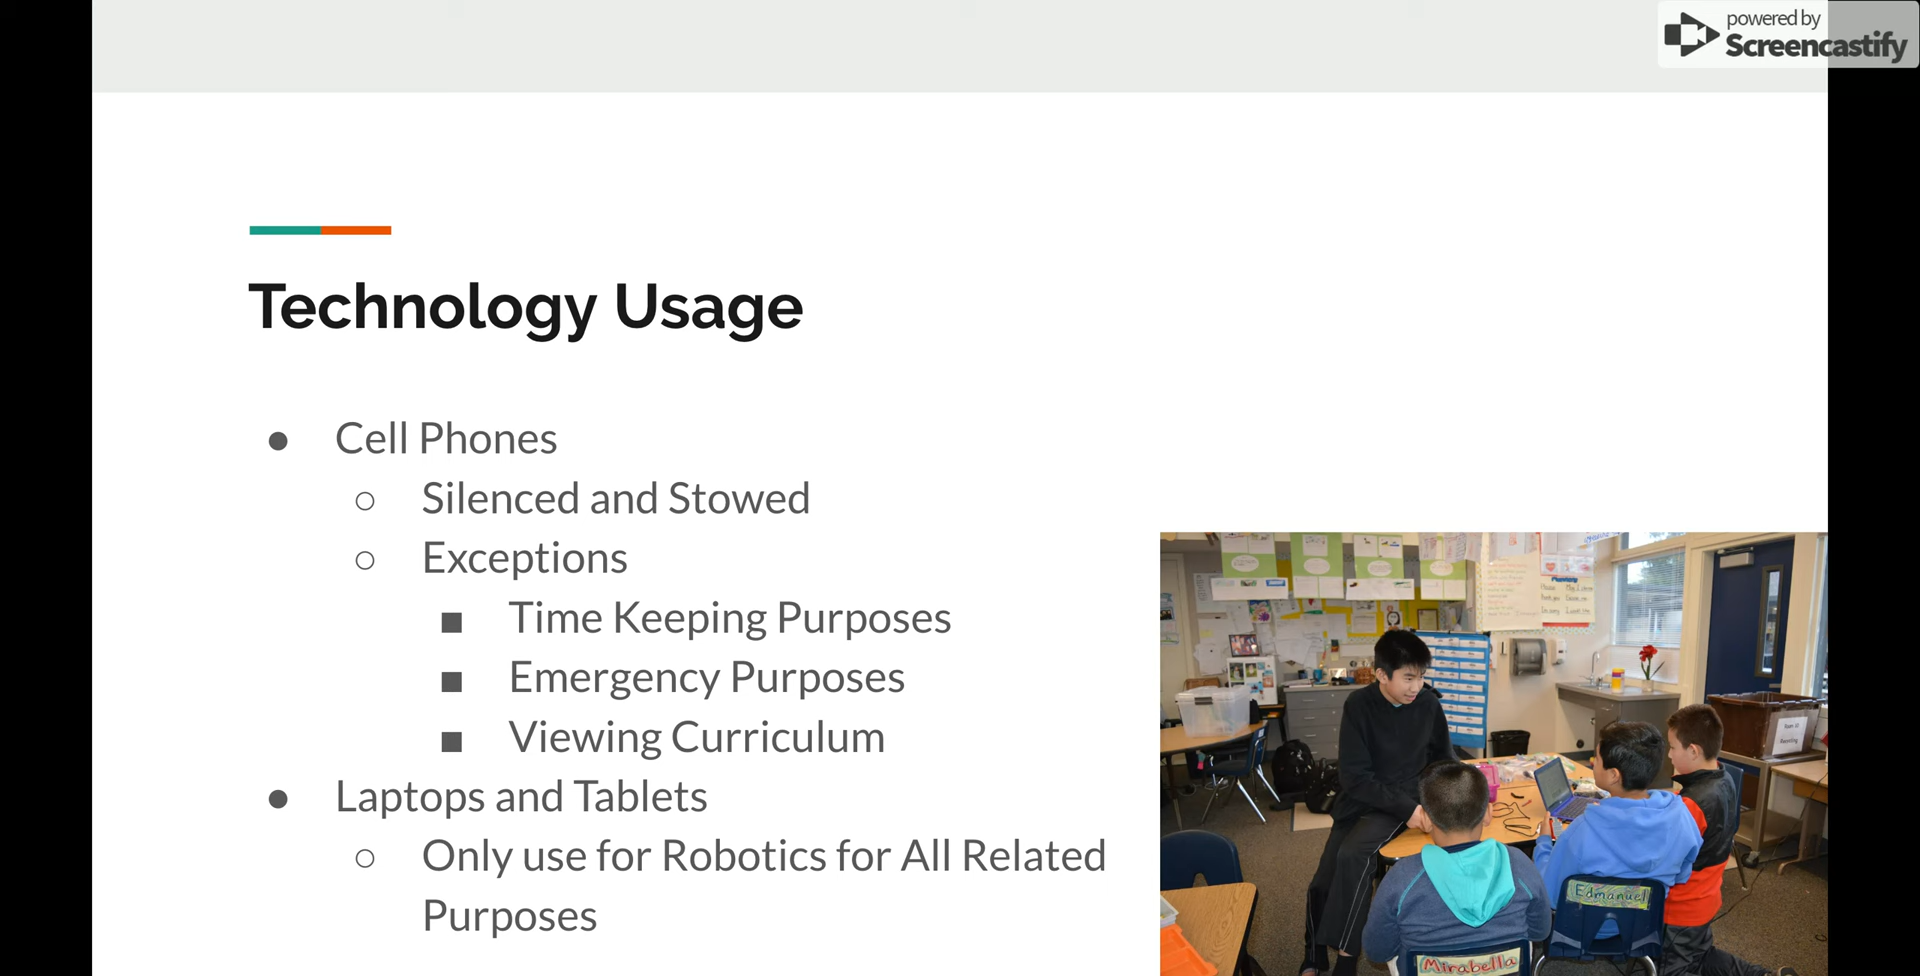 powered by
Screencastify
Technology Usage
● Cell Phones
○ Silenced and Stowed
○ Exceptions
■ Time Keeping Purposes
■ Emergency Purposes
■ Viewing Curriculum
● Laptops and Tablets
○ Only use for Robotics for All Related
Purposes
Edmanuel
Mirabella